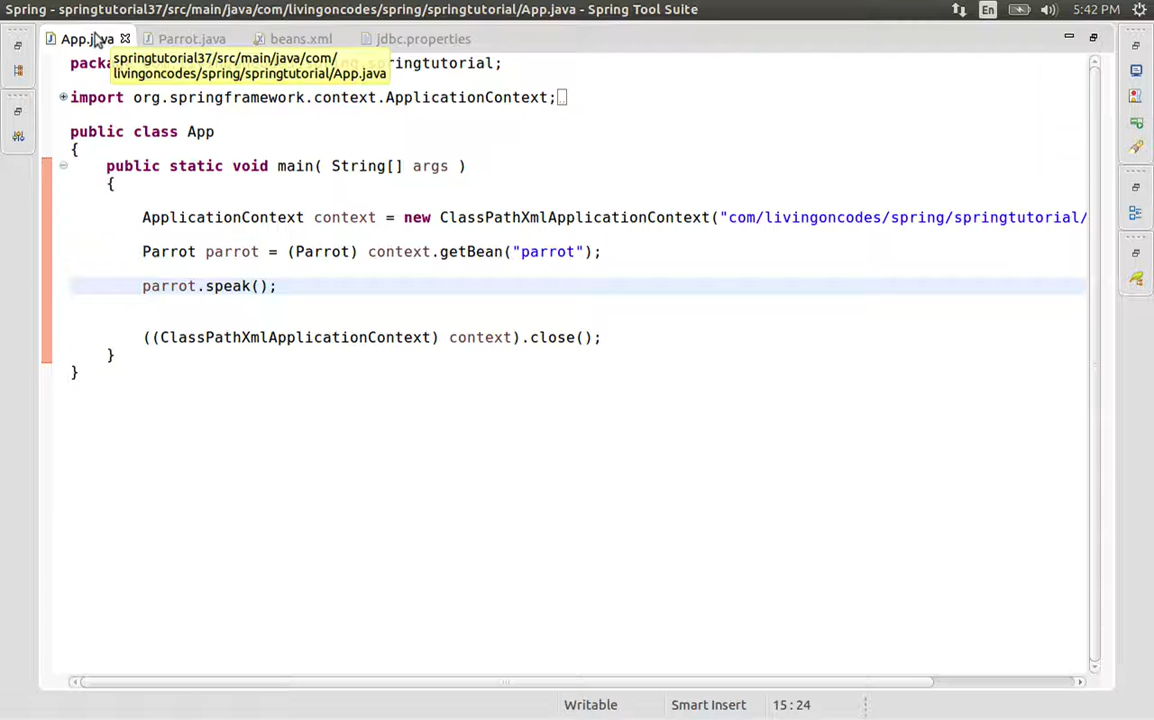 Spring - springtutorial37/src/main/java/com/livingoncodes/spring/springtutorial/App.java - Spring Tool Suite
En
5:42 PM
App.java
Parrot.java
beans.xml
jdbc.properties
springtutorial37/src/main/java/com/
livingoncodes/spring/springtutorial/App.java
pack
springtutorial;
import org.springframework.context.ApplicationContext;
public class App
{
public static void main( String[] args )
{
ApplicationContext context = new ClassPathXmlApplicationContext("com/livingoncodes/spring/springtutorial/
Parrot parrot = (Parrot) context.getBean("parrot");
parrot.speak();
((ClassPathXmlApplicationContext) context).close();
}
}
Writable
Smart Insert
15 : 24